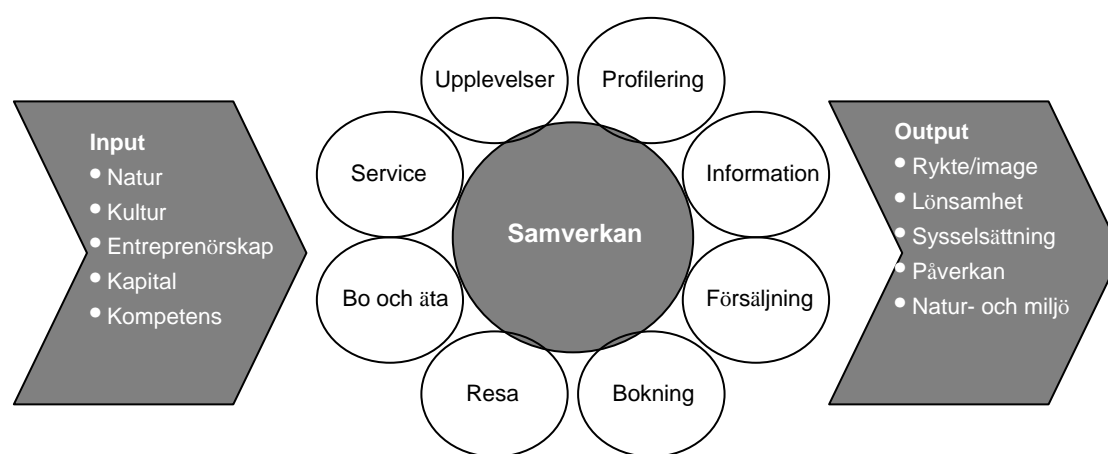 Input
• Natur
• Kultur
• Entreprenörskap
• Kapital
• Kompetens
Upplevelser
Profilering
Service
Information
Samverkan
Bo och äta
Försäljning
Resa
Bokning
Output
• Rykte/image
• Lönsamhet
• Sysselsättning
• Påverkan
• Natur- och miljö